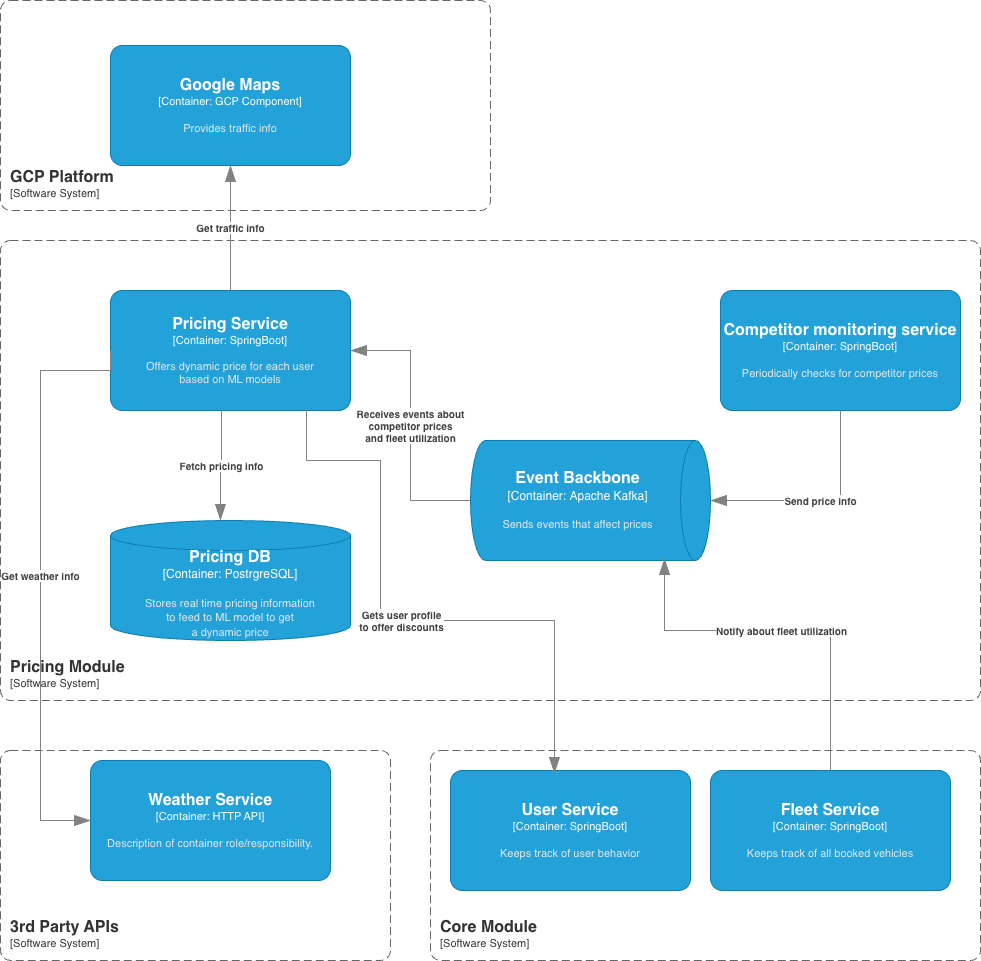 Google Maps
[Container: GCP Component]
Provides traffic info
GCP Platform
[Software System]
Get traffic info
Pricing Service
[Container: SpringBoot]
Offers dynamic price for each user
based on ML models
Competitor monitoring service
[Container: SpringBoot]
Periodically checks for competitor prices
Receives events about
competitor prices
and fleet utilization
Fetch pricing info
Event Backbone
[Container: Apache Kafka]
Sends events that affect prices
Send price info
Pricing DB
[Container: PostrgreSQL]
Stores real time pricing information
to feed to ML model to get
a dynamic price
Get weather info
Gets user profile
to offer discounts
Notify about fleet utilization
Pricing Module
[Software System]
Weather Service
[Container: HTTP API]
Description of container role/responsibility.
3rd Party APIs
[Software System]
User Service
[Container: SpringBoot]
Keeps track of user behavior
Fleet Service
[Container: SpringBoot]
Keeps track of all booked vehicles
Core Module
[Software System]